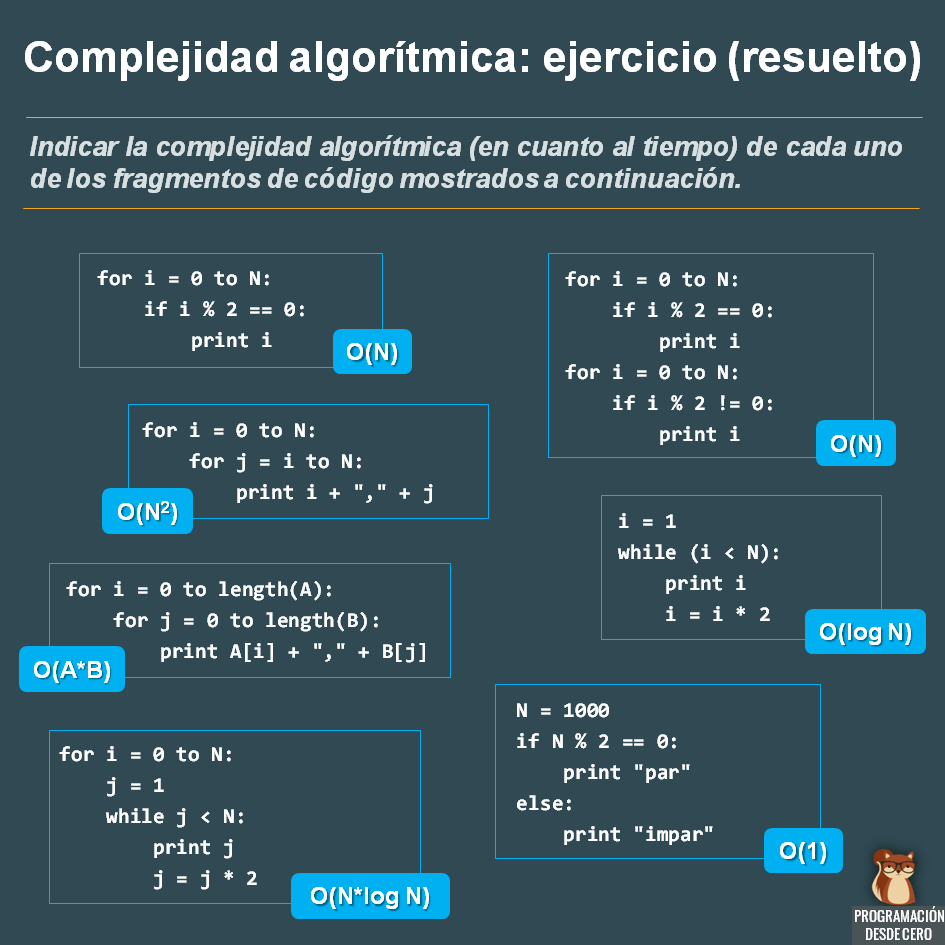 Complejidad algorítmica: ejercicio (resuelto)
Indicar la complejidad algorítmica (en cuanto al tiempo) de cada uno
de los fragmentos de código mostrados a continuación.
for i = 0 to N:
    if i % 2 == 0:
        print i
O(N)
for i = 0 to N:
    for j = i to N:
        print i + "," + j
O(N²)
for i = 0 to length(A):
    for j = 0 to length(B):
        print A[i] + "," + B[j]
O(A*B)
for i = 0 to N:
    j = 1
    while j < N:
        print j
        j = j * 2
O(N*log N)
for i = 0 to N:
    if i % 2 == 0:
        print i
for i = 0 to N:
    if i % 2 != 0:
        print i
O(N)
i = 1
while (i < N):
    print i
    i = i * 2
O(log N)
N = 1000
if N % 2 == 0:
    print "par"
else:
    print "impar"
O(1)
PROGRAMACIÓN
DESDE CERO